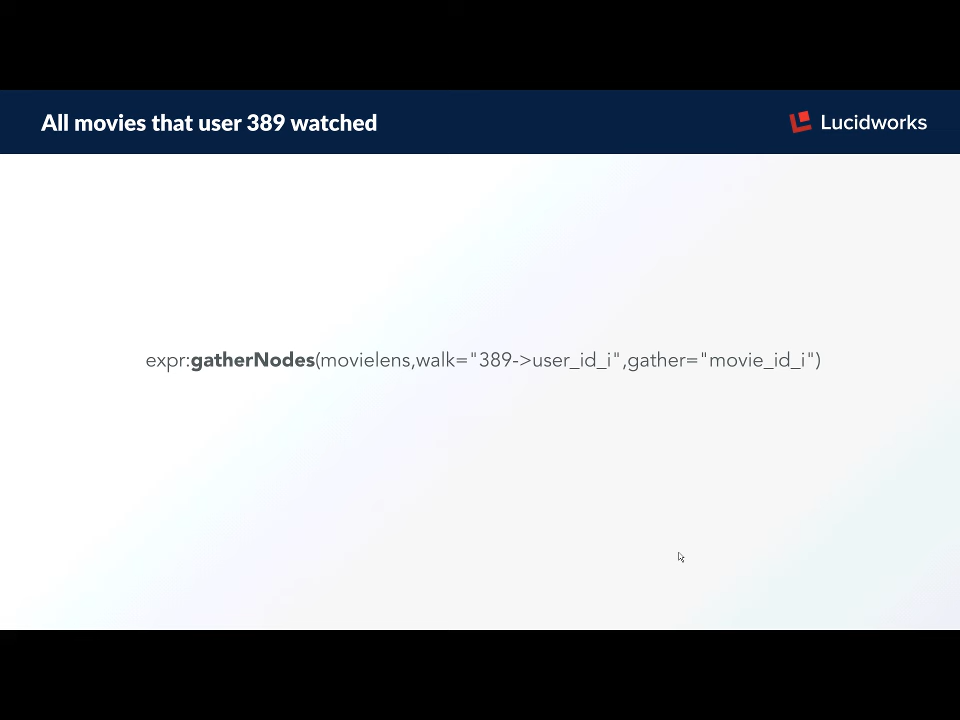 All movies that user 389 watched
Lucidworks
expr:gatherNodes(movielens,walk="389->user_id_i",gather="movie_id_i")